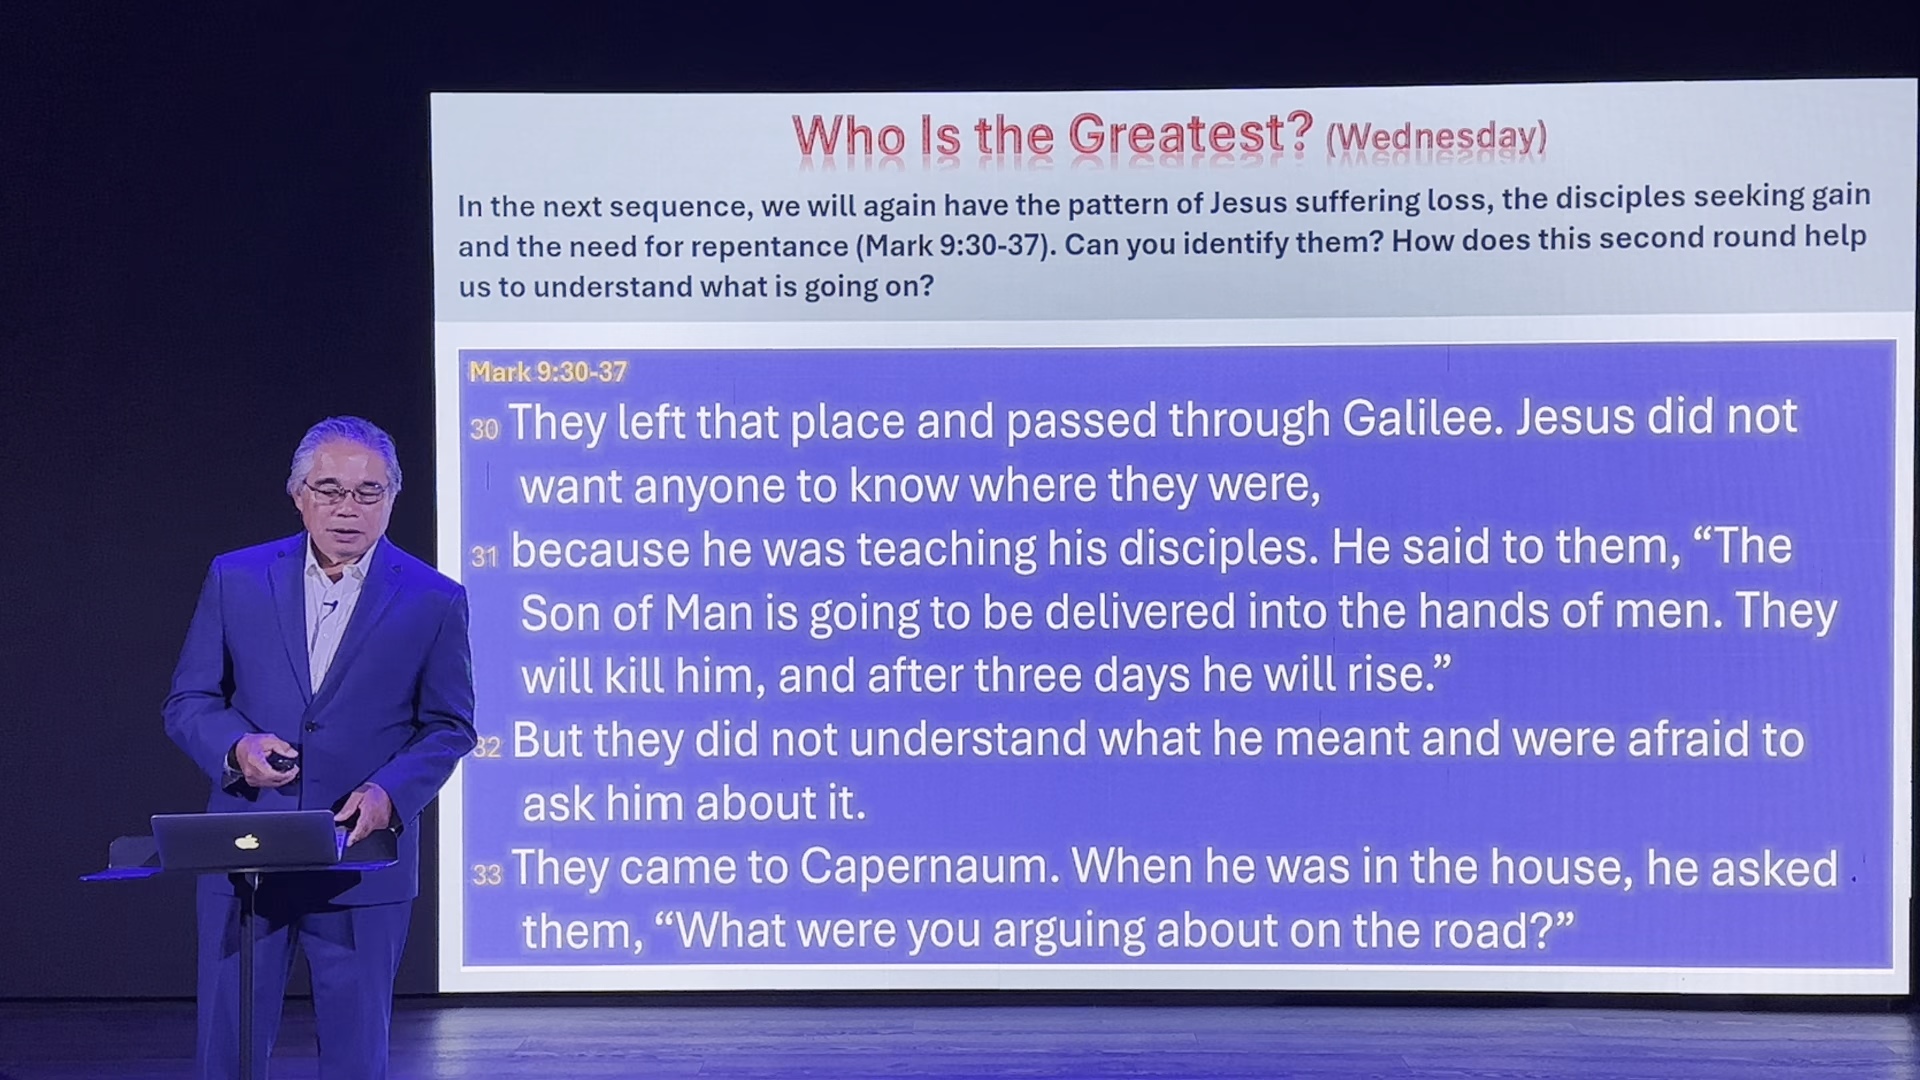 Who Is the Greatest? (Wednesday)
In the next sequence, we will again have the pattern of Jesus suffering loss, the disciples seeking gain
and the need for repentance (Mark 9:30-37). Can you identify them? How does this second round help
us to understand what is going on?
Mark 9:30-37
30 They left that place and passed through Galilee. Jesus did not
want anyone to know where they were,
31 because he was teaching his disciples. He said to them, “The
Son of Man is going to be delivered into the hands of men. They
will kill him, and after three days he will rise.”
32 But they did not understand what he meant and were afraid to
ask him about it.
33 They came to Capernaum. When he was in the house, he asked
them, “What were you arguing about on the road?”